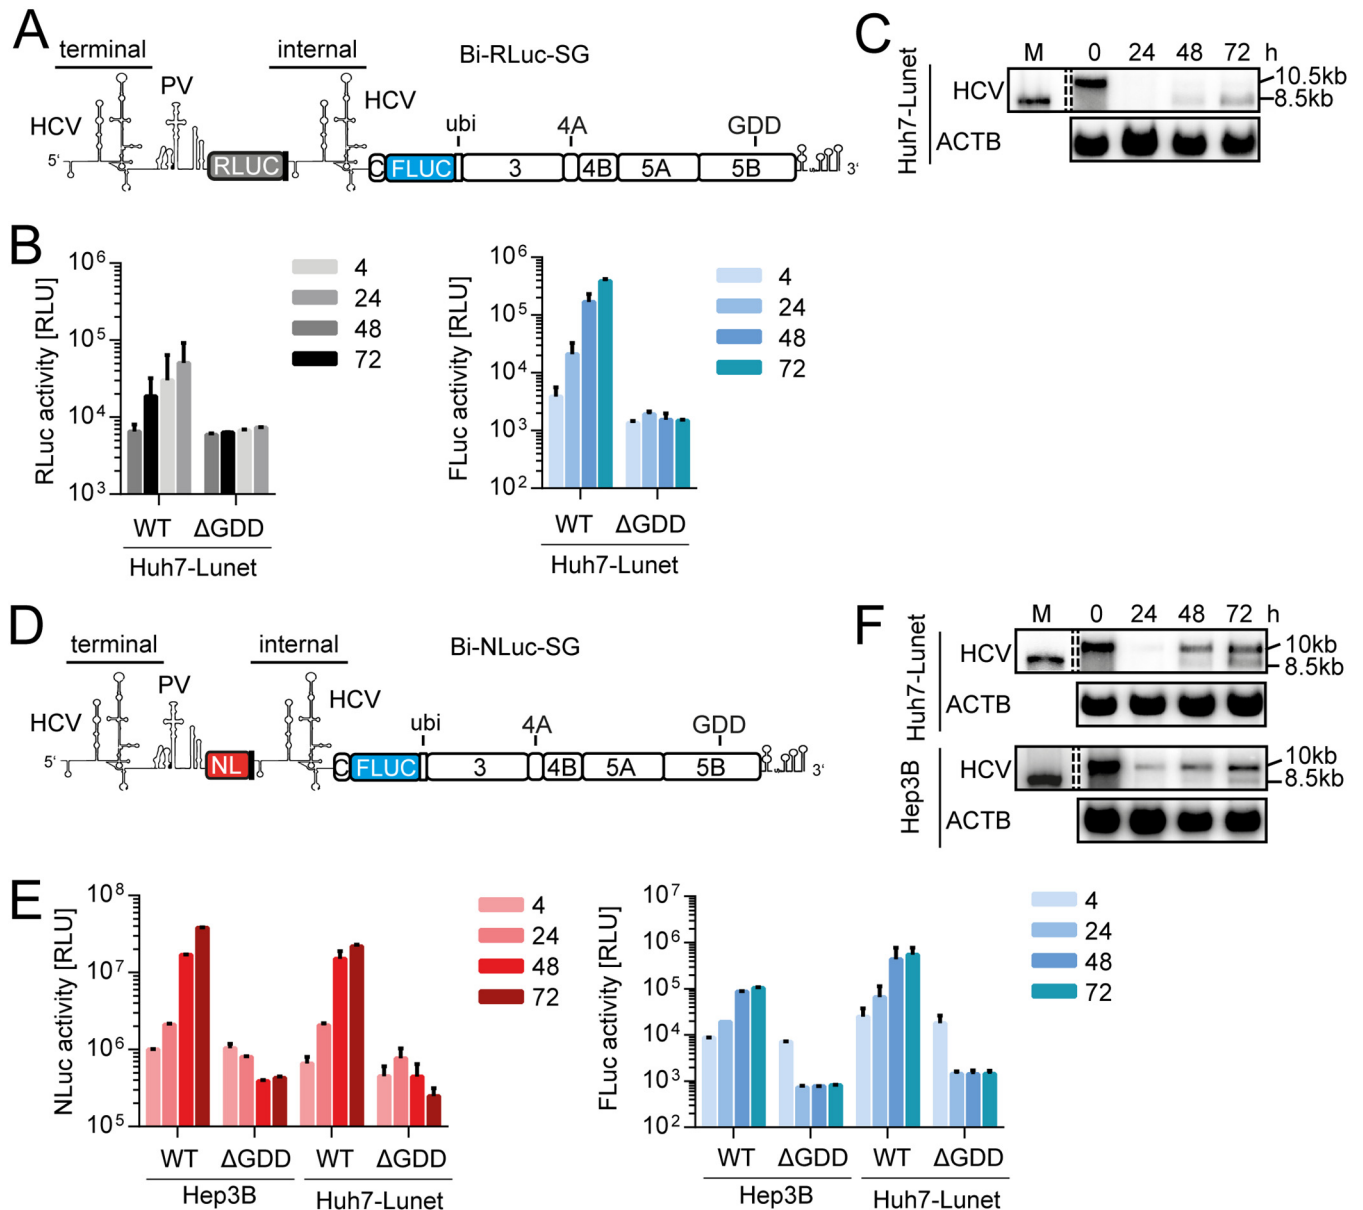 A
terminal
internal
Bi-RLuc-SG
PV
HCV
HCV
ubi
4A
GDD
5'
RLUC
C
FLUC
3
4B
5A
5B
3'
C
M
0
24
48
72
h
Huh7-Lunet
HCV
10.5kb
8.5kb
ACTB
B
RLuc activity [RLU]
10^6
10^5
10^4
10^3
4
24
48
72
WT
ΔGDD
Huh7-Lunet
FLuc activity [RLU]
10^6
10^5
10^4
10^3
10^2
4
24
48
72
WT
ΔGDD
Huh7-Lunet
D
terminal
internal
Bi-NLuc-SG
PV
HCV
HCV
ubi
4A
GDD
5'
NL
C
FLUC
3
4B
5A
5B
3'
F
M
0
24
48
72
h
Huh7-Lunet
HCV
10kb
8.5kb
ACTB
Hep3B
HCV
10kb
8.5kb
ACTB
E
NLuc activity [RLU]
10^8
10^7
10^6
10^5
4
24
48
72
WT
ΔGDD
WT
ΔGDD
Hep3B
Huh7-Lunet
FLuc activity [RLU]
10^7
10^6
10^5
10^4
10^3
10^2
4
24
48
72
WT
ΔGDD
WT
ΔGDD
Hep3B
Huh7-Lunet